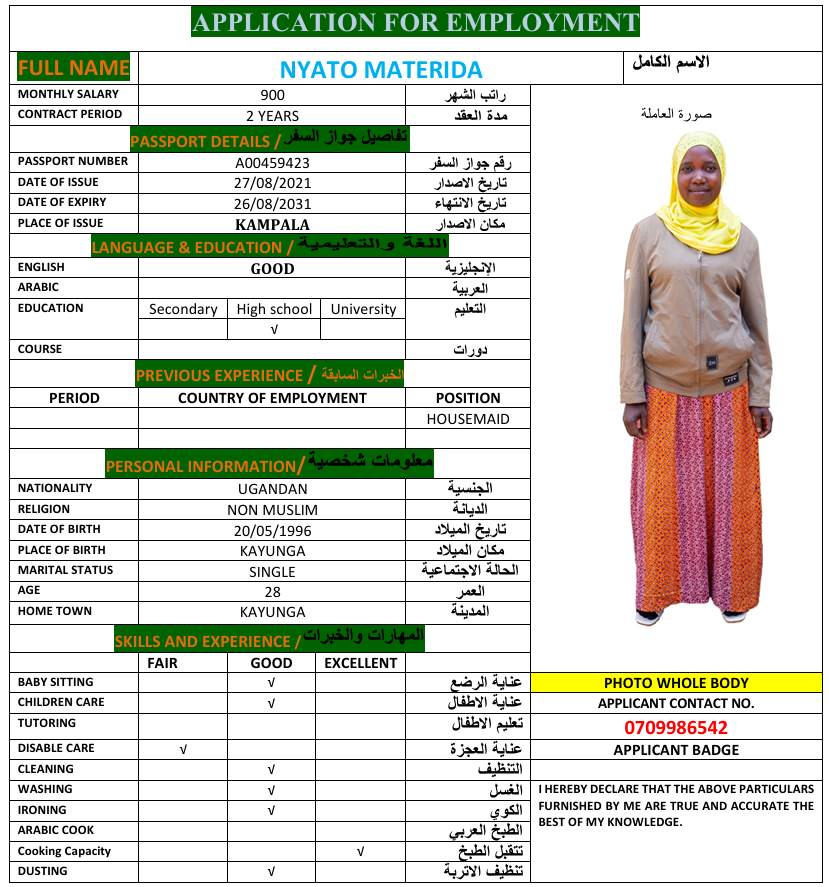 APPLICATION FOR EMPLOYMENT
FULL NAME NYATO MATERIDA الاسم الكامل
MONTHLY SALARY 900 راتب الشهر
CONTRACT PERIOD 2 YEARS مدة العقد
صورة العاملة
PASSPORT DETAILS / تفاصيل جواز السفر
PASSPORT NUMBER A00459423 رقم جواز السفر
DATE OF ISSUE 27/08/2021 تاريخ الاصدار
DATE OF EXPIRY 26/08/2031 تاريخ الانتهاء
PLACE OF ISSUE KAMPALA مكان الاصدار
LANGUAGE & EDUCATION / اللغة والتعليمية
ENGLISH GOOD الإنجليزية
ARABIC العربية
EDUCATION Secondary High school University التعليم
√
COURSE دورات
PREVIOUS EXPERIENCE / الخبرات السابقة
PERIOD COUNTRY OF EMPLOYMENT POSITION
HOUSEMAID
PERSONAL INFORMATION/ معلومات شخصية
NATIONALITY UGANDAN الجنسية
RELIGION NON MUSLIM الديانة
DATE OF BIRTH 20/05/1996 تاريخ الميلاد
PLACE OF BIRTH KAYUNGA مكان الميلاد
MARITAL STATUS SINGLE الحالة الاجتماعية
AGE 28 العمر
HOME TOWN KAYUNGA المدينة
SKILLS AND EXPERIENCE / المهارات والخبرات
FAIR GOOD EXCELLENT
BABY SITTING √ عناية الرضع
CHILDREN CARE √ عناية الاطفال
TUTORING تعليم الاطفال
DISABLE CARE √ عناية العجزة
CLEANING √ التنظيف
WASHING √ الغسل
IRONING √ الكوي
ARABIC COOK الطبخ العربي
Cooking Capacity √ تتقبل الطبخ
DUSTING √ تنظيف الاتربة
PHOTO WHOLE BODY
APPLICANT CONTACT NO.
0709986542
APPLICANT BADGE
I HEREBY DECLARE THAT THE ABOVE PARTICULARS
FURNISHED BY ME ARE TRUE AND ACCURATE THE
BEST OF MY KNOWLEDGE.